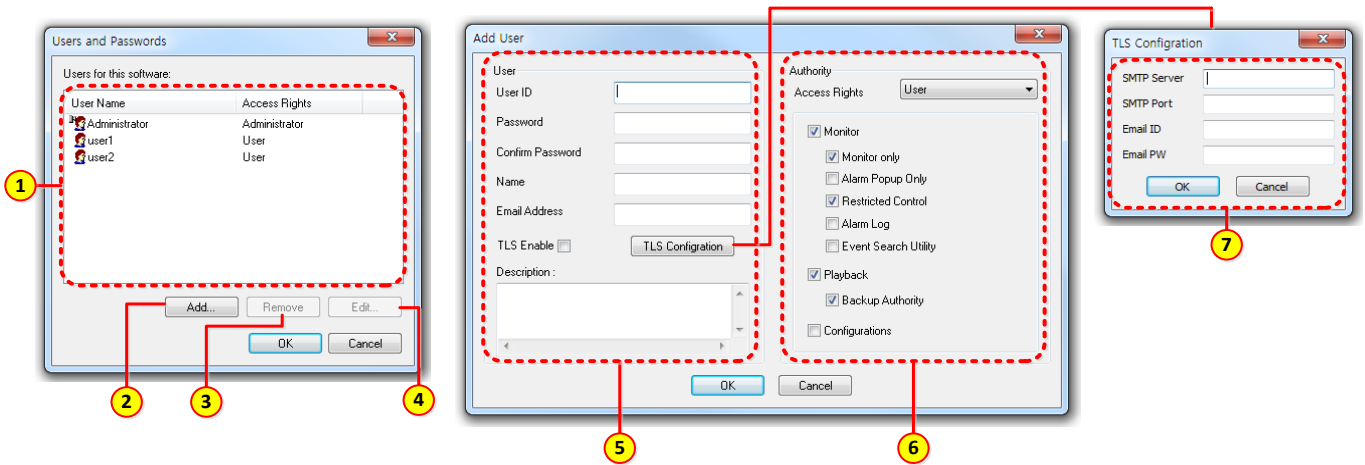 Users and Passwords
Users for this software:
User Name Access Rights
Administrator Administrator
user1 User
user2 User
Add... Remove Edit...
OK Cancel
1
2
3
4
Add User
User
User ID
Password
Confirm Password
Name
Email Address
TLS Enable TLS Configration
Description :
Authority
Access Rights User
Monitor
Monitor only
Alarm Popup Only
Restricted Control
Alarm Log
Event Search Utility
Playback
Backup Authority
Configurations
OK Cancel
5
6
TLS Configration
SMTP Server
SMTP Port
Email ID
Email PW
OK Cancel
7